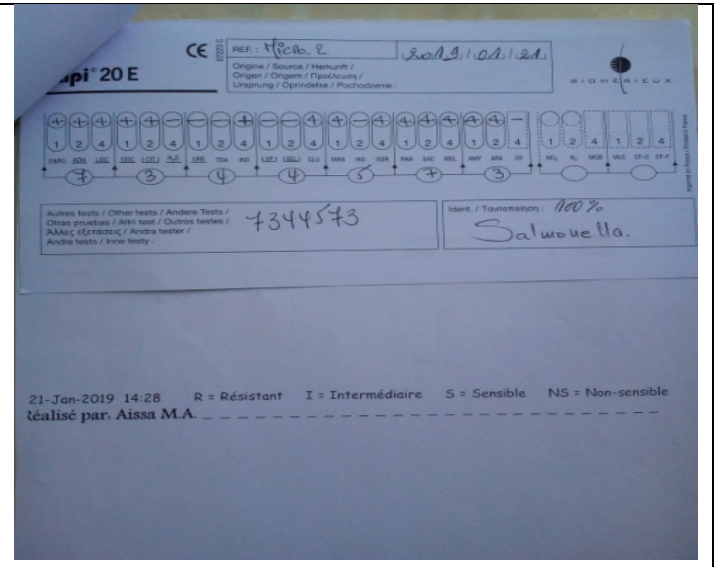 CE
REF. : Micro. 2
2019/01/21
pi 20 E
Origine / Source / Herkunft /
Origen / Origem / Προέλευση /
Ursprung / Oprindelse / Pochodzenie :
BIOMÉRIEUX
+ + + + + - - - + - - + + - + + + + + + -
1 2 4 1 2 4 1 2 4 1 2 4 1 2 4 1 2 4 1 2 4 1 2 4 1 2 4
ONPG ADH LDC ODC CIT H₂S URE TDA IND VP GEL GLU MAN INO SOR RHA SAC MEL AMY ARA OX NO₂ N₂ MOB McC OF-O OF-F
7 3 4 4 5 7 3
Autres tests / Other tests / Andere Tests /
Otras pruebas / Altri test / Outros testes /
Άλλες εξετάσεις / Andra tester /
Andre tests / Inne testy :
7344573
Ident. / Ταυτοποίηση : 100 %
Salmonella.
21-Jan-2019 14:28 R = Résistant I = Intermédiaire S = Sensible NS = Non-sensible
Réalisé par: Aissa M.A.